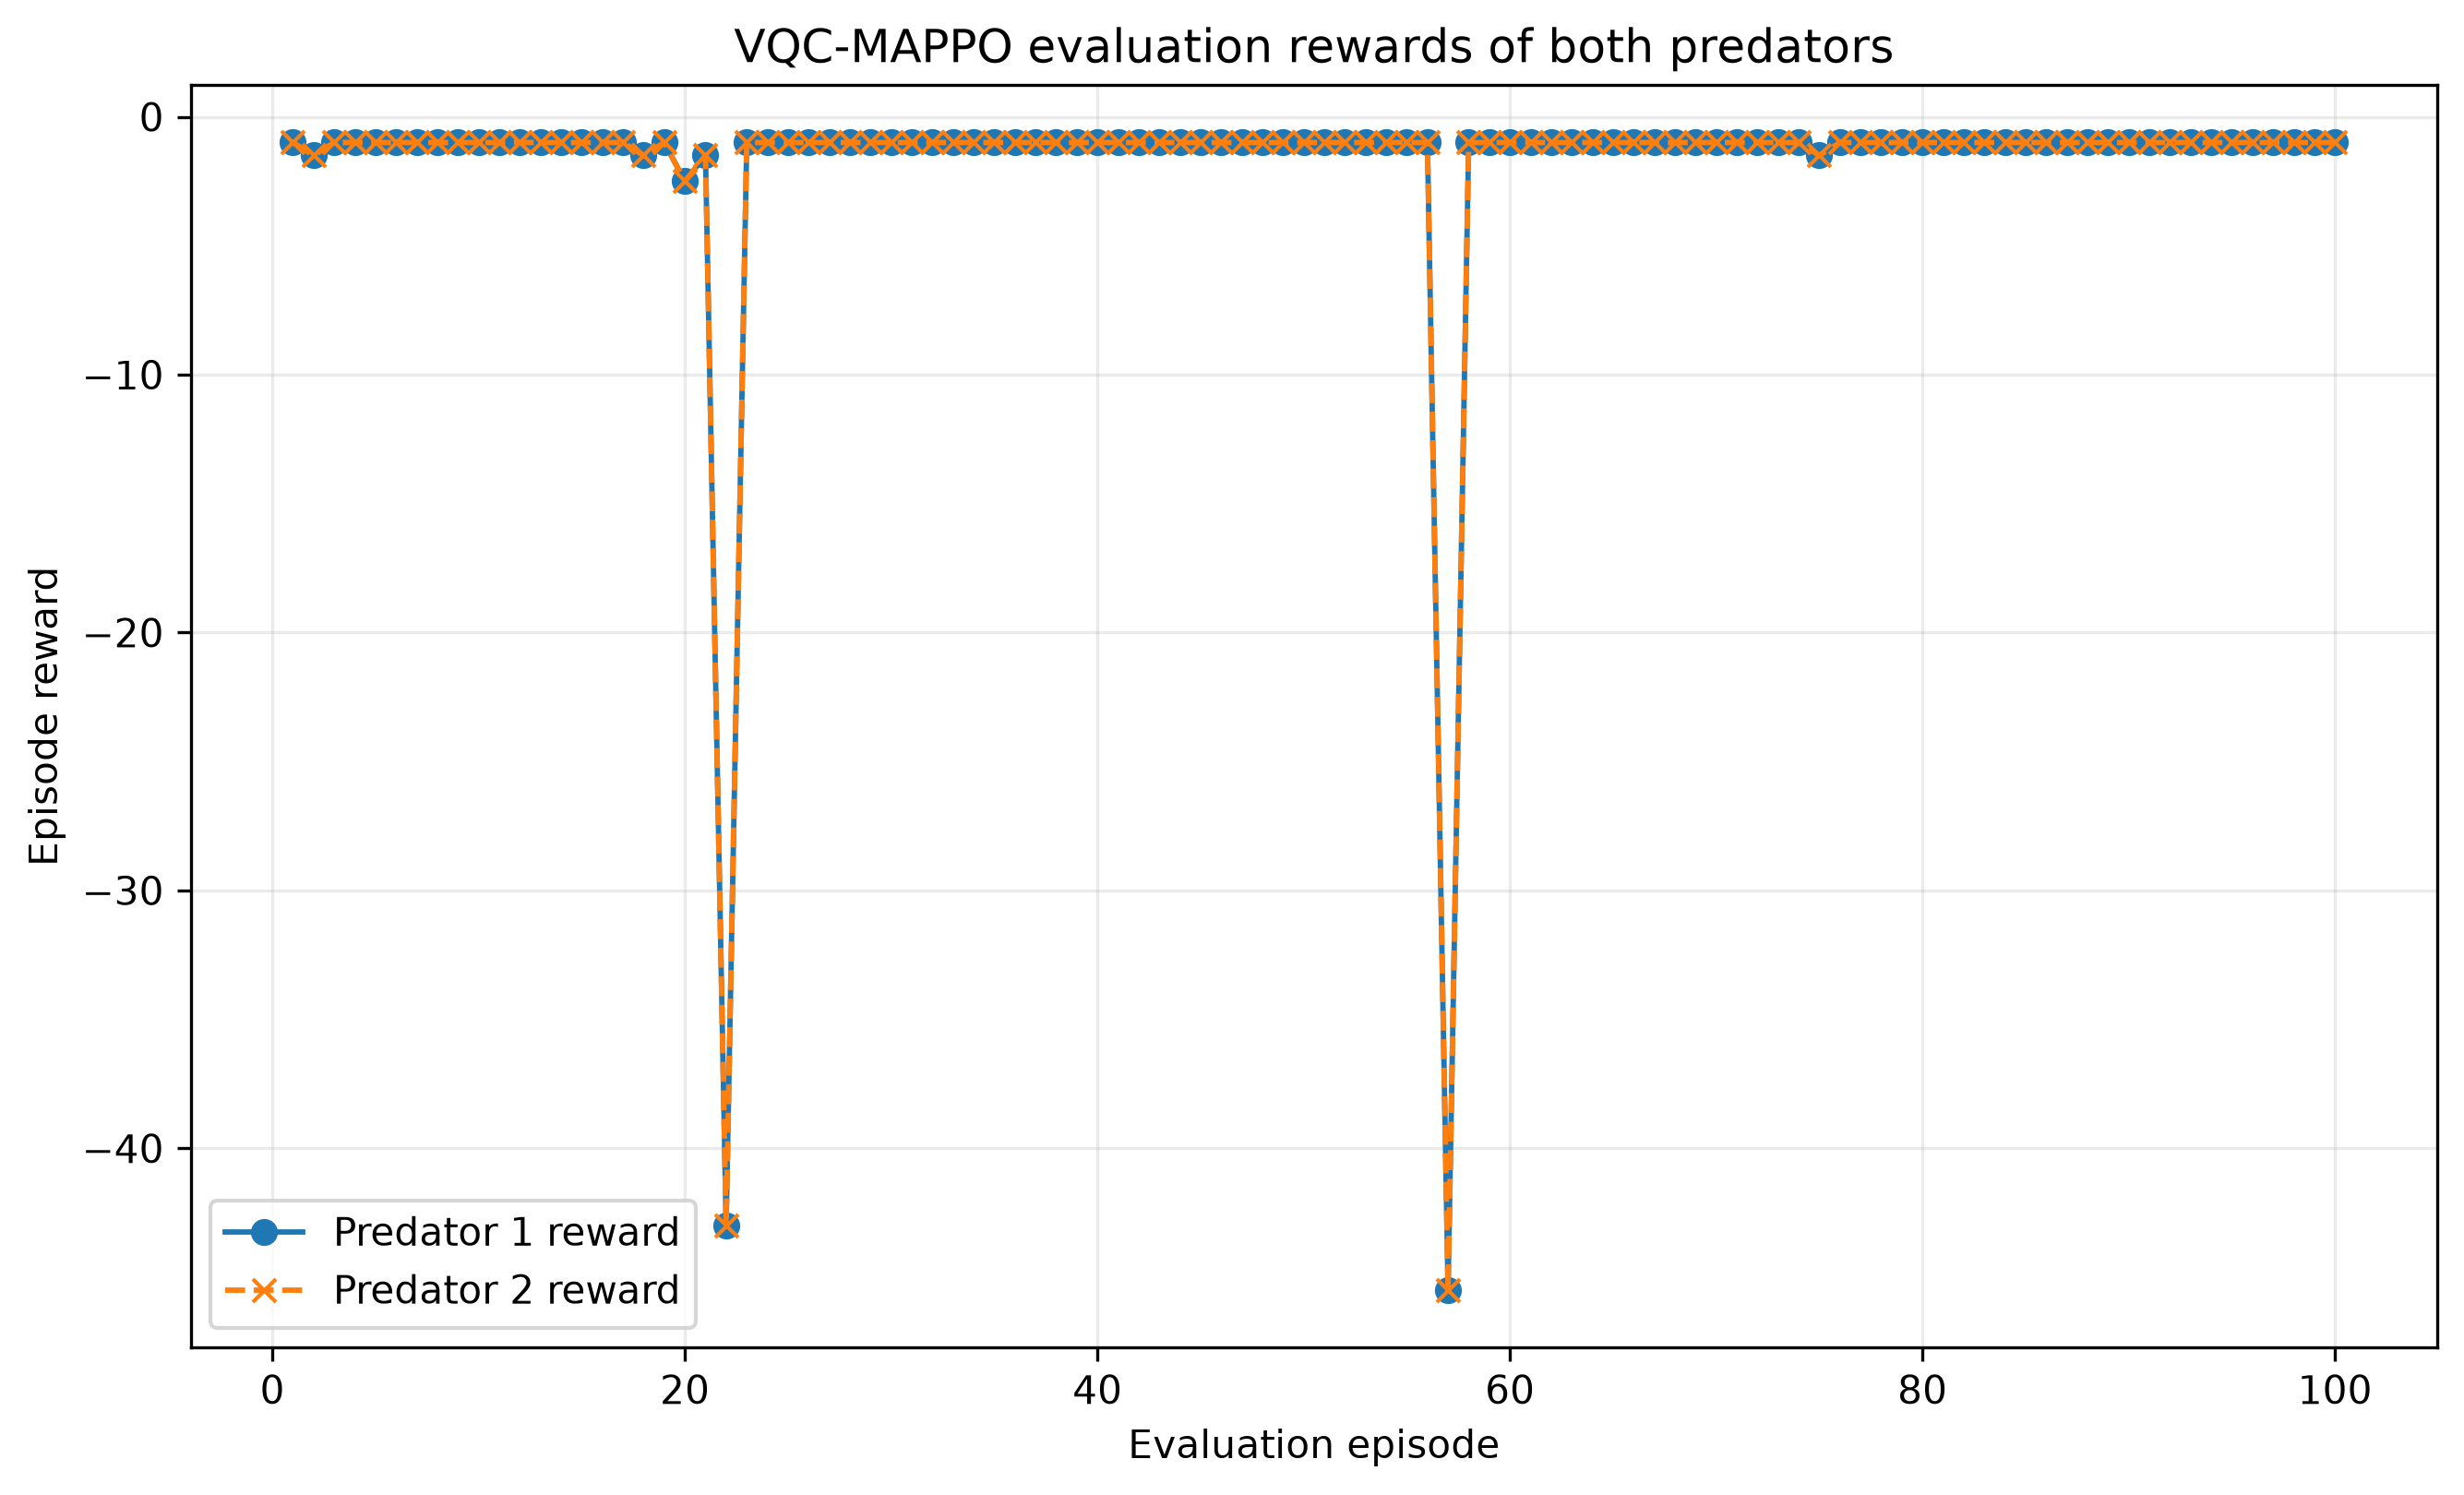 VQC-MAPPO evaluation rewards of both predators
0
−10
−20
−30
−40
Episode reward
Predator 1 reward
Predator 2 reward
0 20 40 60 80 100
Evaluation episode